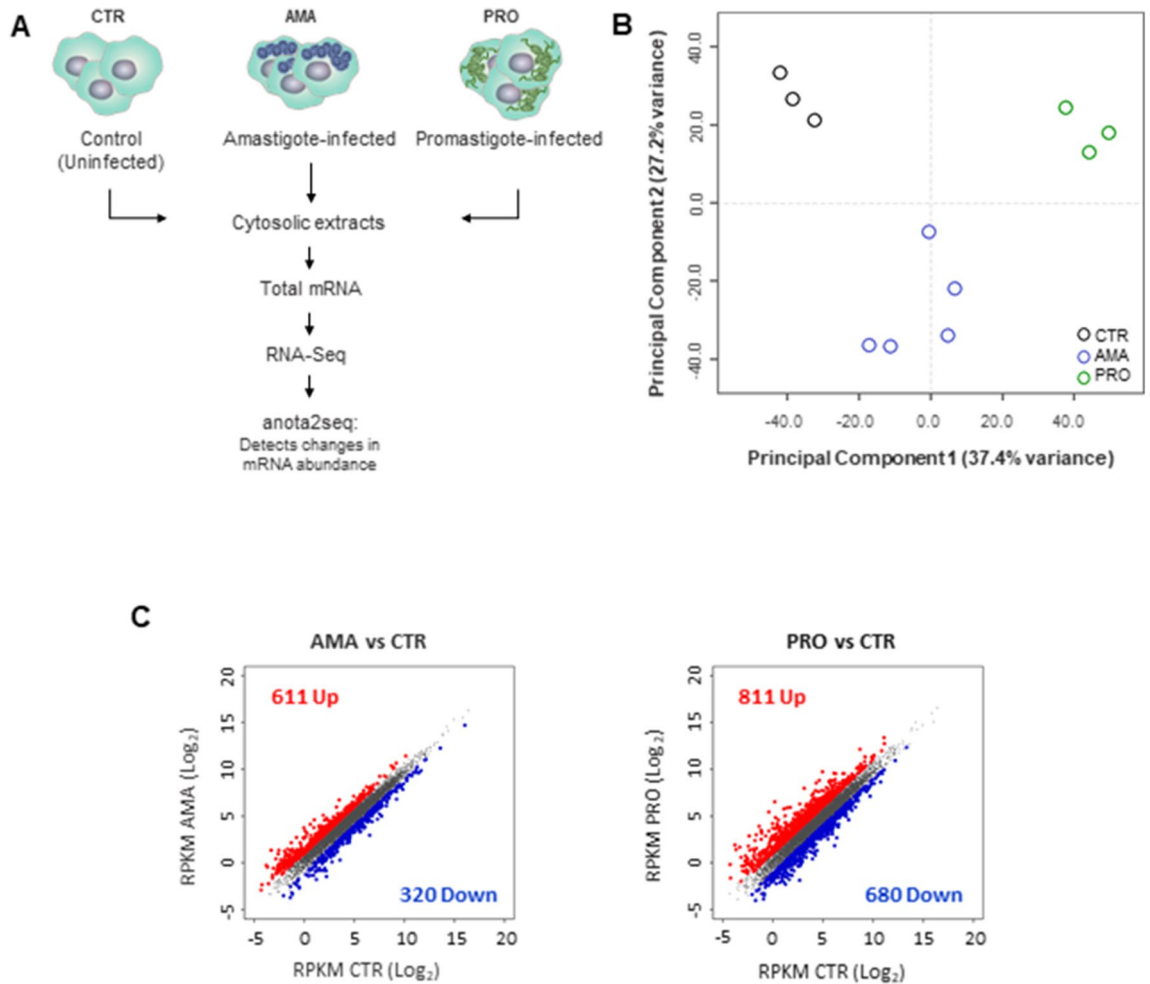 A
CTR
AMA
PRO
Control
(Uninfected)
Amastigote-infected
Promastigote-infected
Cytosolic extracts
Total mRNA
RNA-Seq
anota2seq:
Detects changes in
mRNA abundance
B
Principal Component 2 (27.2% variance)
40.0
20.0
0.0
-20.0
-40.0
CTR
AMA
PRO
-40.0 -20.0 0.0 20.0 40.0
Principal Component 1 (37.4% variance)
C
AMA vs CTR
611 Up
320 Down
RPKM AMA (Log₂)
20
15
10
5
0
-5
-5 0 5 10 15 20
RPKM CTR (Log₂)
PRO vs CTR
811 Up
680 Down
RPKM PRO (Log₂)
20
15
10
5
0
-5
-5 0 5 10 15 20
RPKM CTR (Log₂)